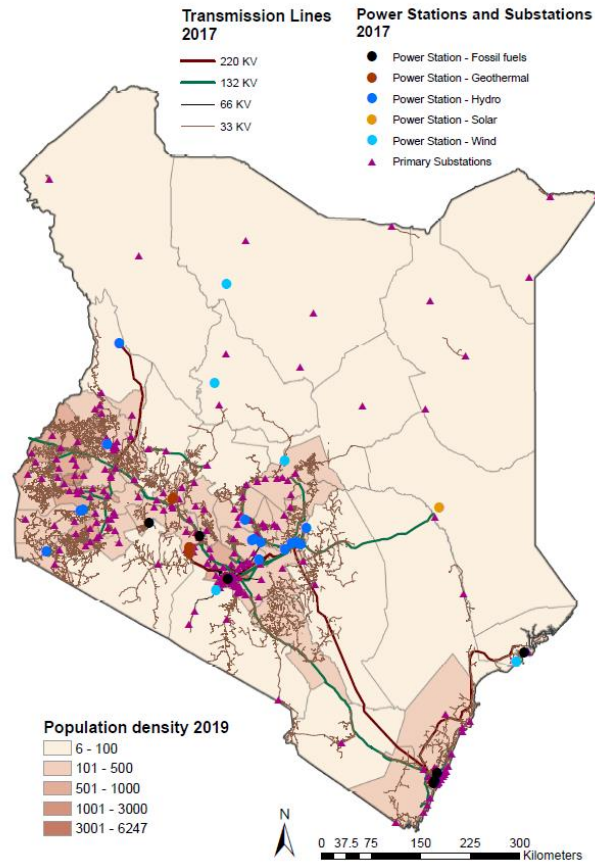 Transmission Lines
2017
220 KV
132 KV
66 KV
33 KV
Power Stations and Substations
2017
Power Station - Fossil fuels
Power Station - Geothermal
Power Station - Hydro
Power Station - Solar
Power Station - Wind
Primary Substations
Population density 2019
6 - 100
101 - 500
501 - 1000
1001 - 3000
3001 - 6247
N
0 37.5 75 150 225 300
Kilometers